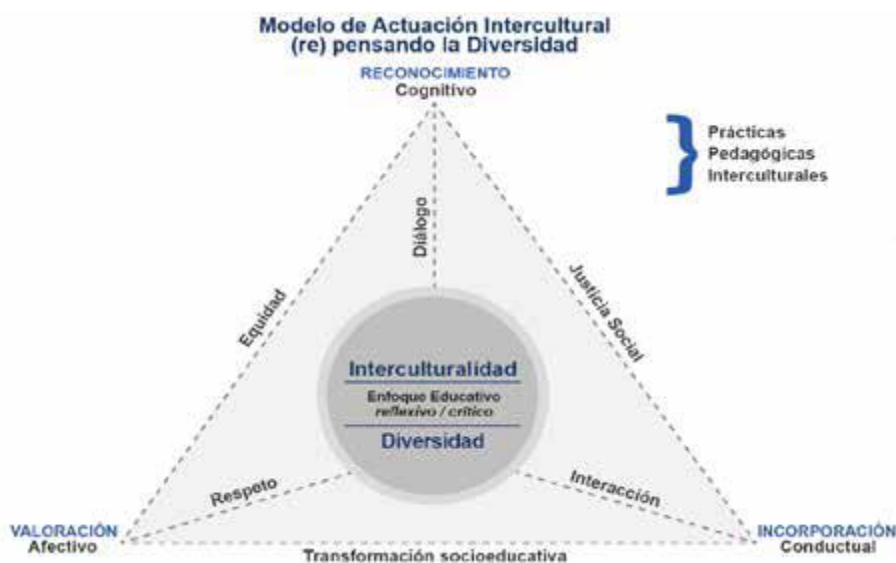 Modelo de Actuación Intercultural
(re) pensando la Diversidad
RECONOCIMIENTO
Cognitivo
Prácticas
Pedagógicas
Interculturales
Diálogo
Equidad
Justicia Social
Interculturalidad
Enfoque Educativo
reflexivo / crítico
Diversidad
Respeto
Interacción
VALORACIÓN
Afectivo
INCORPORACIÓN
Conductual
Transformación socioeducativa